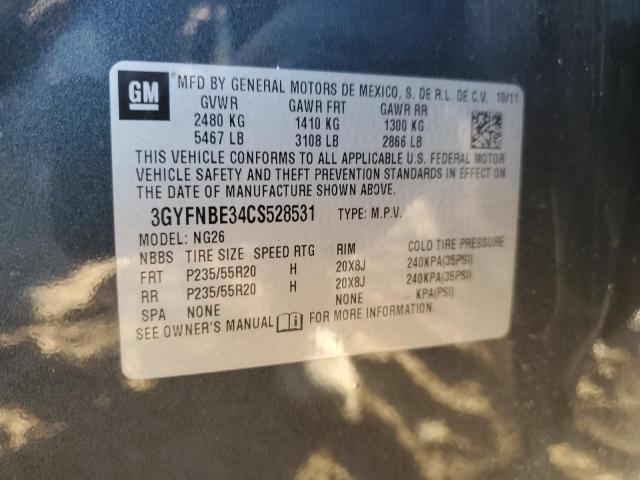 GM
MFD BY GENERAL MOTORS DE MEXICO, S. DE R.L. DE C.V. 10/11
GVWR GAWR FRT GAWR RR
2480 KG 1410 KG 1300 KG
5467 LB 3108 LB 2866 LB
THIS VEHICLE CONFORMS TO ALL APPLICABLE U.S. FEDERAL MOTOR
VEHICLE SAFETY AND THEFT PREVENTION STANDARDS IN EFFECT ON
THE DATE OF MANUFACTURE SHOWN ABOVE.
3GYFNBE34CS528531 TYPE: M.P.V.
MODEL: NG26
NBBS TIRE SIZE SPEED RTG RIM COLD TIRE PRESSURE
FRT P235/55R20 H 20X8J 240KPA(35PSI)
RR P235/55R20 H 20X8J 240KPA(35PSI)
SPA NONE NONE KPA(PSI)
SEE OWNER'S MANUAL FOR MORE INFORMATION.